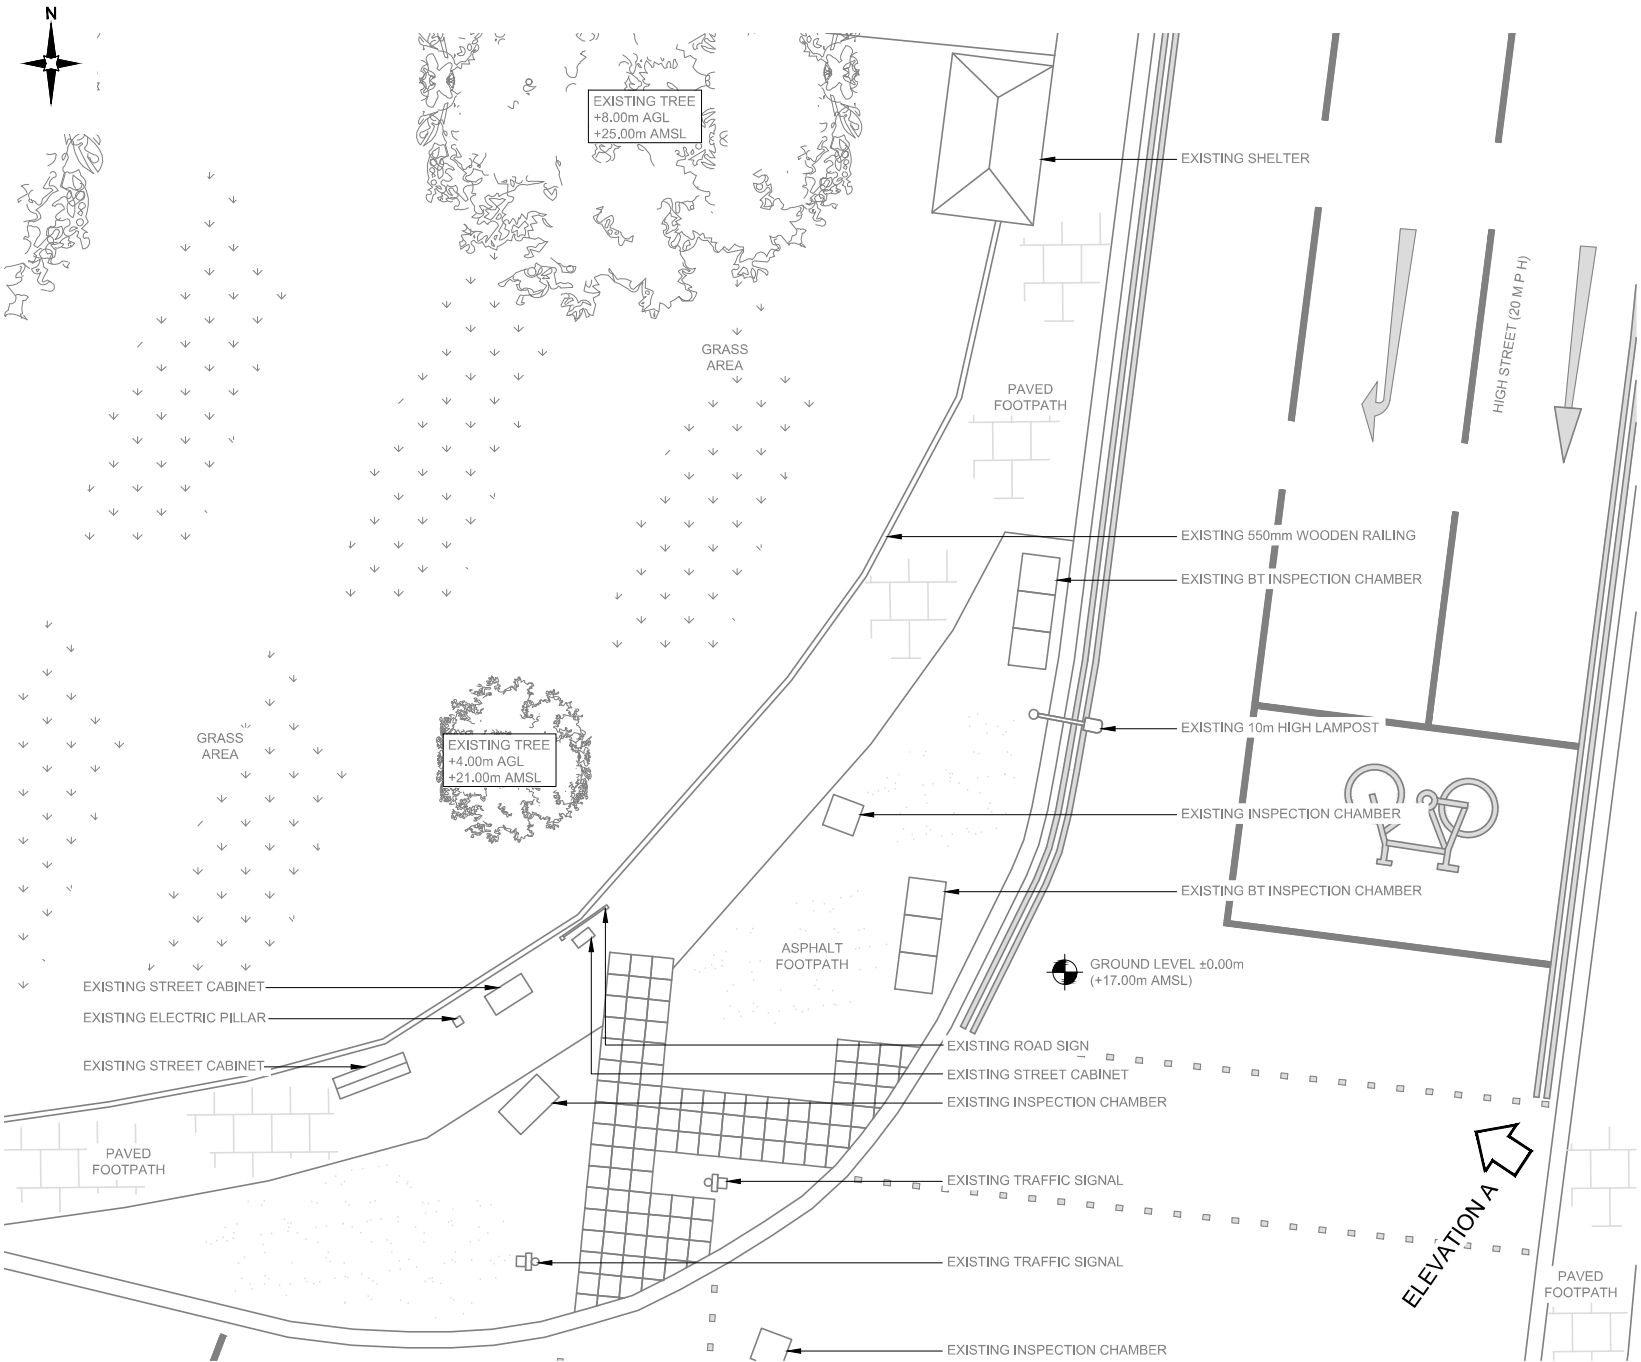 N
EXISTING TREE
+8.00m AGL
+25.00m AMSL
EXISTING SHELTER
HIGH STREET (20 M P H)
GRASS
AREA
PAVED
FOOTPATH
EXISTING 550mm WOODEN RAILING
EXISTING BT INSPECTION CHAMBER
EXISTING 10m HIGH LAMPOST
GRASS
AREA
EXISTING TREE
+4.00m AGL
+21.00m AMSL
EXISTING INSPECTION CHAMBER
EXISTING BT INSPECTION CHAMBER
ASPHALT
FOOTPATH
GROUND LEVEL ±0.00m
(+17.00m AMSL)
EXISTING STREET CABINET
EXISTING ELECTRIC PILLAR
EXISTING STREET CABINET
EXISTING ROAD SIGN
EXISTING STREET CABINET
EXISTING INSPECTION CHAMBER
PAVED
FOOTPATH
EXISTING TRAFFIC SIGNAL
ELEVATION A
EXISTING TRAFFIC SIGNAL
PAVED
FOOTPATH
EXISTING INSPECTION CHAMBER